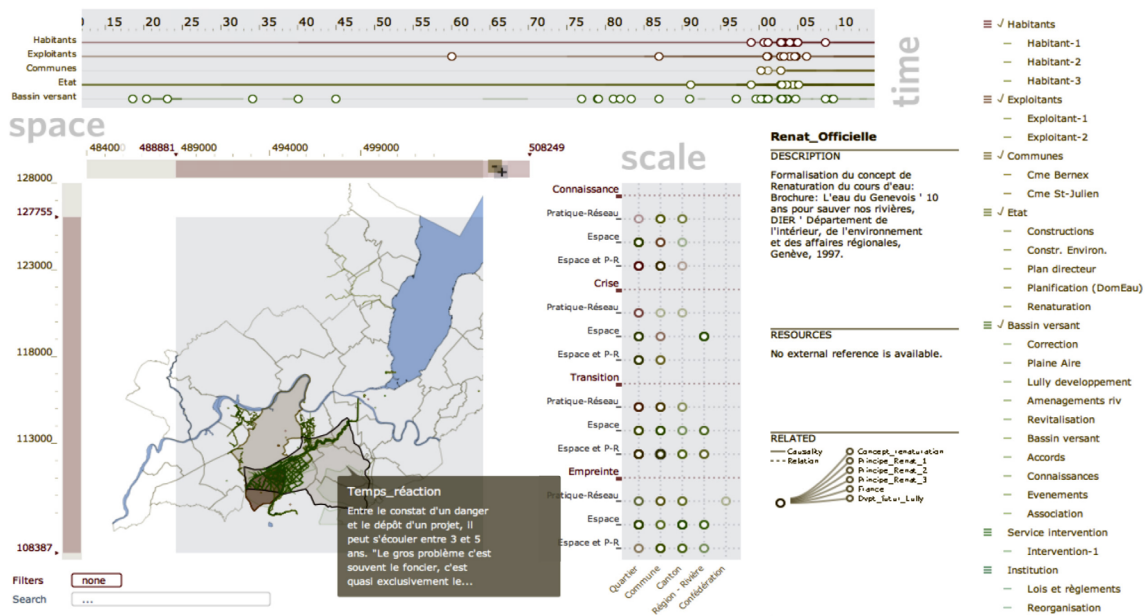 10 15 20 25 30 35 40 45 50 55 60 65 70 75 80 85 90 95 00 05 10
Habitants
Exploitants
Communes
Etat
Bassin versant
time
space
484000 488881 489000 494000 499000 508249
- +
128000
127755
123000
118000
113000
108387
Temps_réaction
Entre le constat d'un danger
et le dépôt d'un projet, il
peut s'écouler entre 3 et 5
ans. "Le gros problème c'est
souvent le foncier, c'est
quasi exclusivement le...
Filters
none
Search
...
scale
Connaissance
Pratique-Réseau
Espace
Espace et P-R
Crise
Pratique-Réseau
Espace
Espace et P-R
Transition
Pratique-Réseau
Espace
Espace et P-R
Empreinte
Pratique-Réseau
Espace
Espace et P-R
Quartier
Commune
Canton
Région - Rivière
Confédération
Renat_Officielle
DESCRIPTION
Formalisation du concept de
Renaturation du cours d'eau:
Brochure: L'eau du Genevois ' 10
ans pour sauver nos rivières,
DIER ' Département de
l'intérieur, de l'environnement
et des affaires régionales,
Genève, 1997.
RESOURCES
No external reference is available.
RELATED
Causality
Relation
Concept_renaturation
Principe_Renat_1
Principe_Renat_2
Principe_Renat_3
France
Dvpt_futur_Lully
Habitants
Habitant-1
Habitant-2
Habitant-3
Exploitants
Exploitant-1
Exploitant-2
Communes
Cme Bernex
Cme St-Julien
Etat
Constructions
Constr. Environ.
Plan directeur
Planification (DomEau)
Renaturation
Bassin versant
Correction
Plaine Aire
Lully developpement
Amenagements riv
Revitalisation
Bassin versant
Accords
Connaissances
Evenements
Association
Service intervention
Intervention-1
Institution
Lois et règlements
Reorganisation